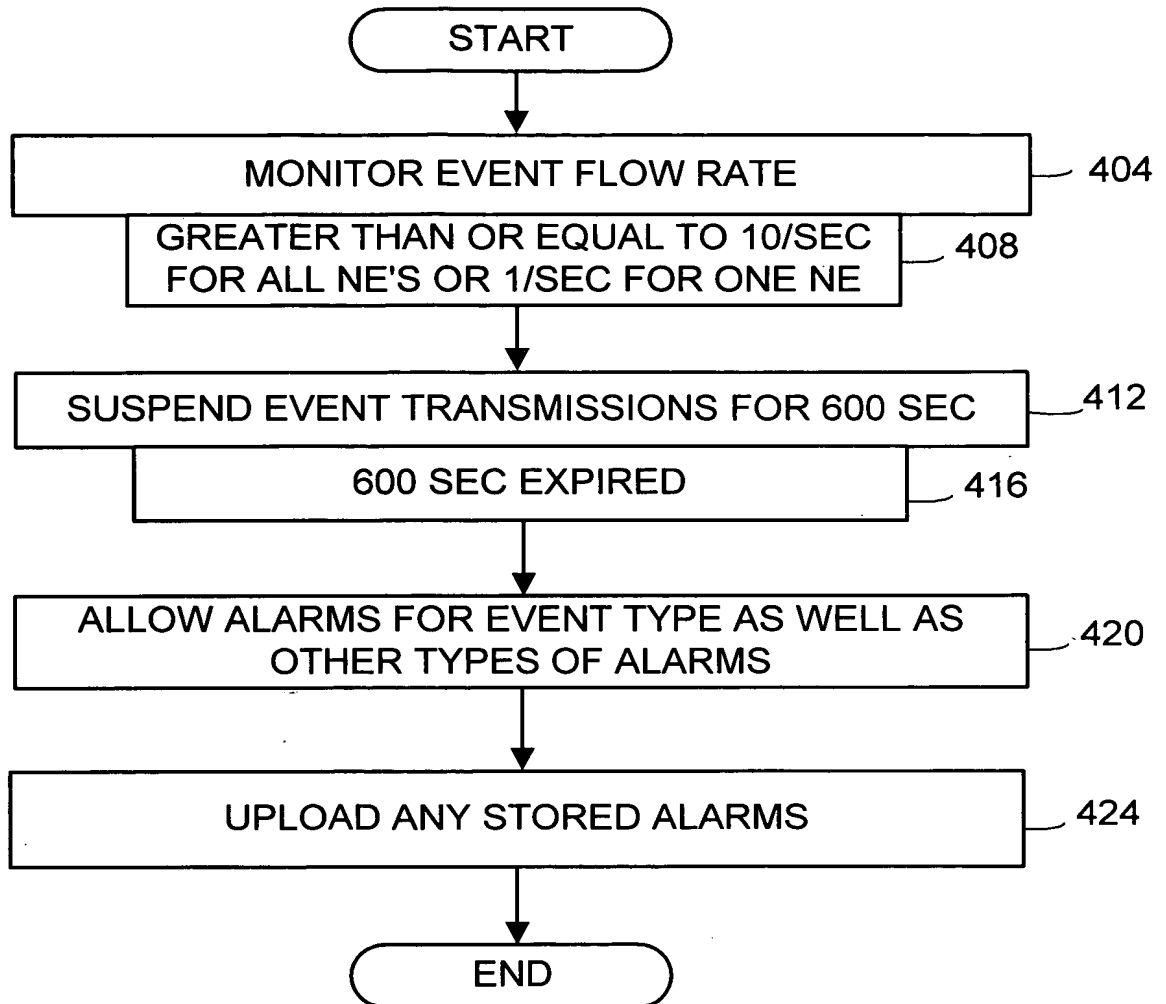 START
MONITOR EVENT FLOW RATE
404
GREATER THAN OR EQUAL TO 10/SEC
FOR ALL NE'S OR 1/SEC FOR ONE NE
408
SUSPEND EVENT TRANSMISSIONS FOR 600 SEC
412
600 SEC EXPIRED
416
ALLOW ALARMS FOR EVENT TYPE AS WELL AS
OTHER TYPES OF ALARMS
420
UPLOAD ANY STORED ALARMS
424
END